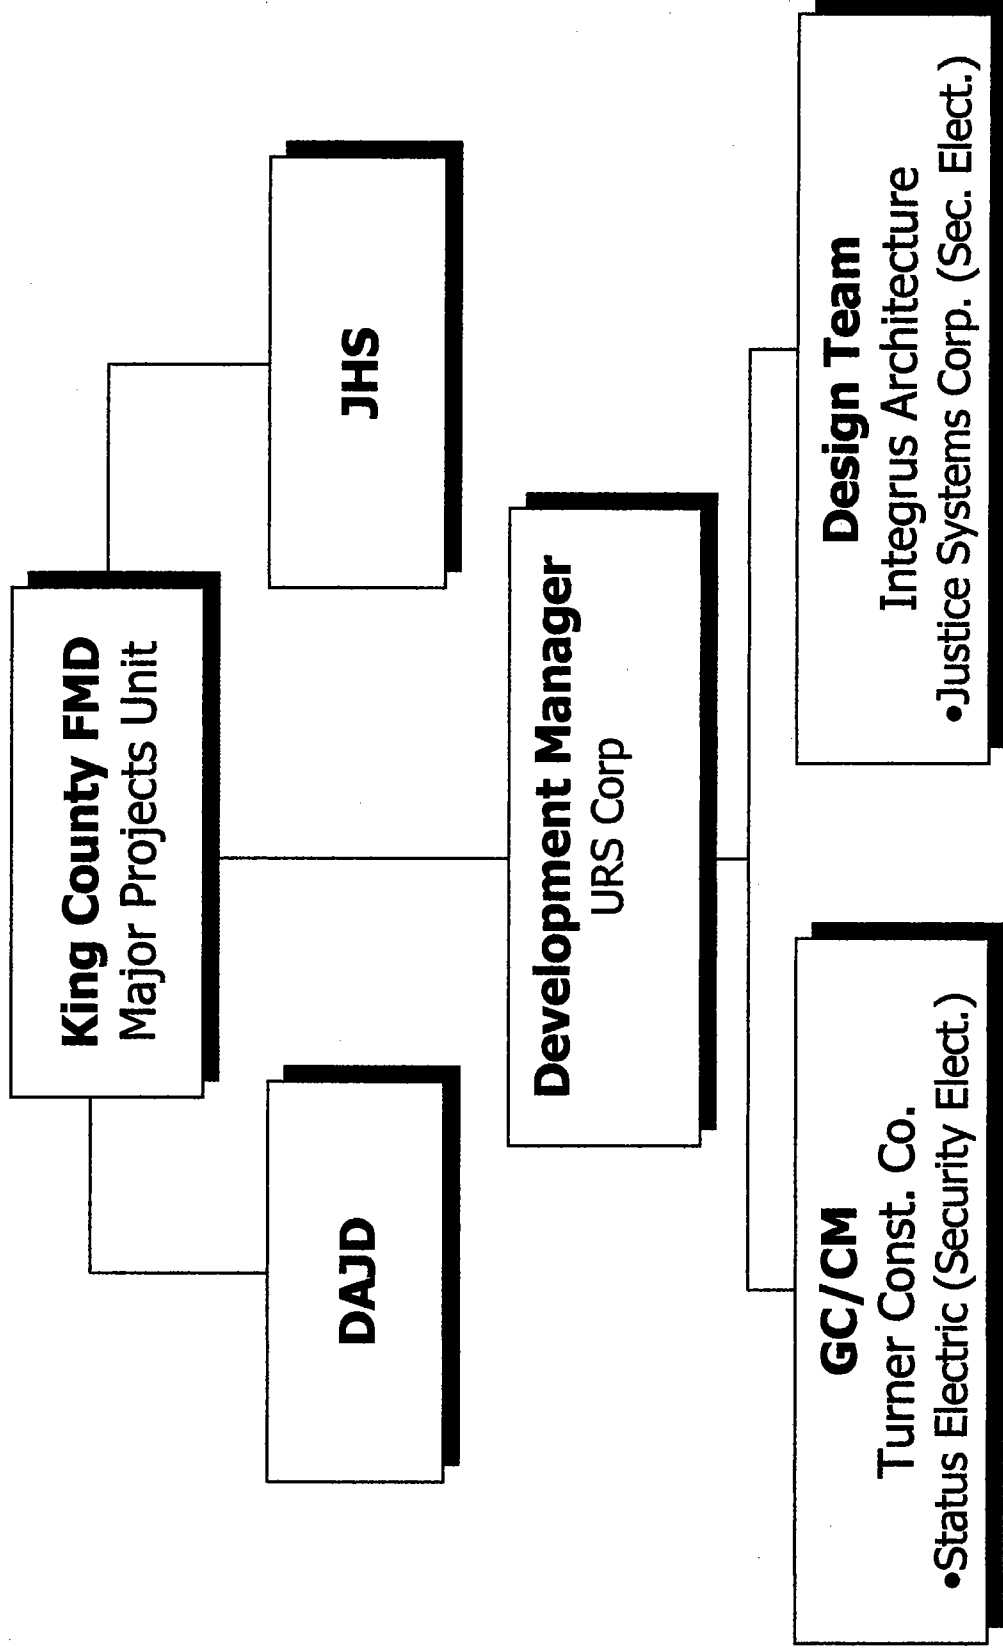 King County FMD
Major Projects Unit
DAJD
JHS
Development Manager
URS Corp
GC/CM
Turner Const. Co.
•Status Electric (Security Elect.)
Design Team
Integrus Architecture
•Justice Systems Corp. (Sec. Elect.)